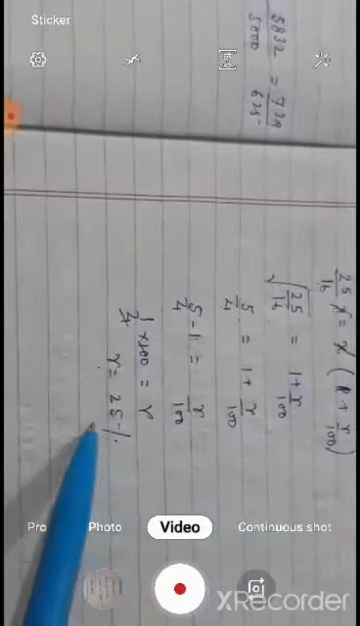 Sticker
5832/5000 = 729/625
25/16 x = x (1 + r/100)
√25/16 = 1 + r/100
5/4 = 1 + r/100
5/4 - 1 = r/100
1/4 x 100 = r
r = 25 %.
Pro Photo Video Continuous shot
XRecorder